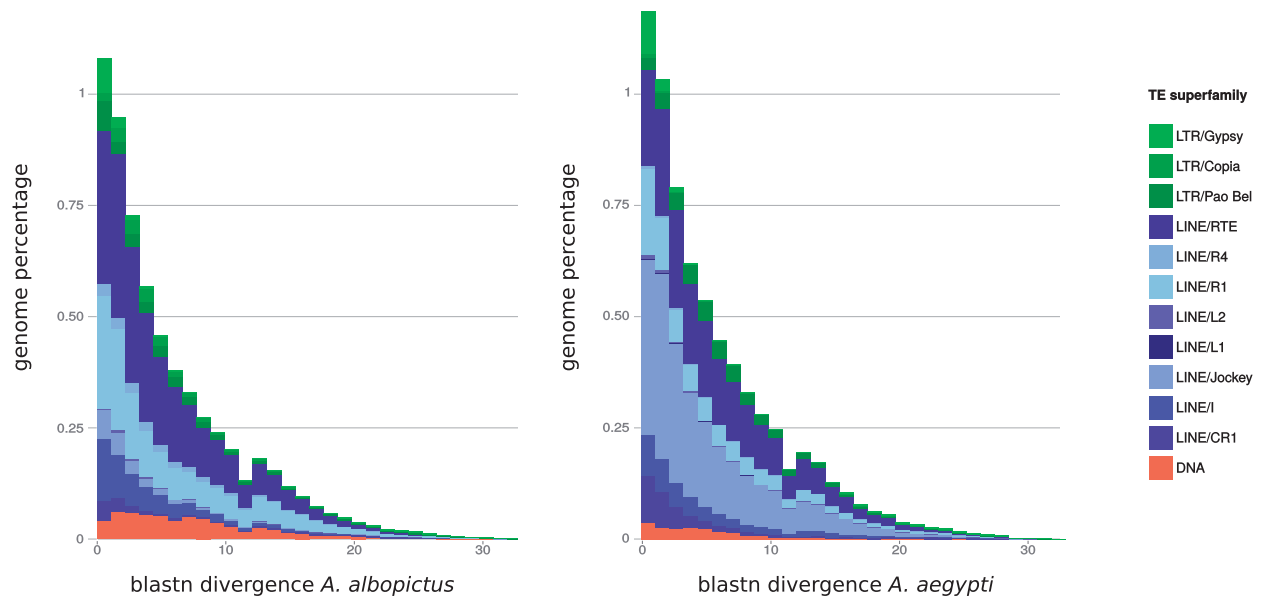 genome percentage
1
0.75
0.50
0.25
0
0
10
20
30
blastn divergence A. albopictus
genome percentage
1
0.75
0.50
0.25
0
0
10
20
30
blastn divergence A. aegypti
TE superfamily
LTR/Gypsy
LTR/Copia
LTR/Pao Bel
LINE/RTE
LINE/R4
LINE/R1
LINE/L2
LINE/L1
LINE/Jockey
LINE/I
LINE/CR1
DNA